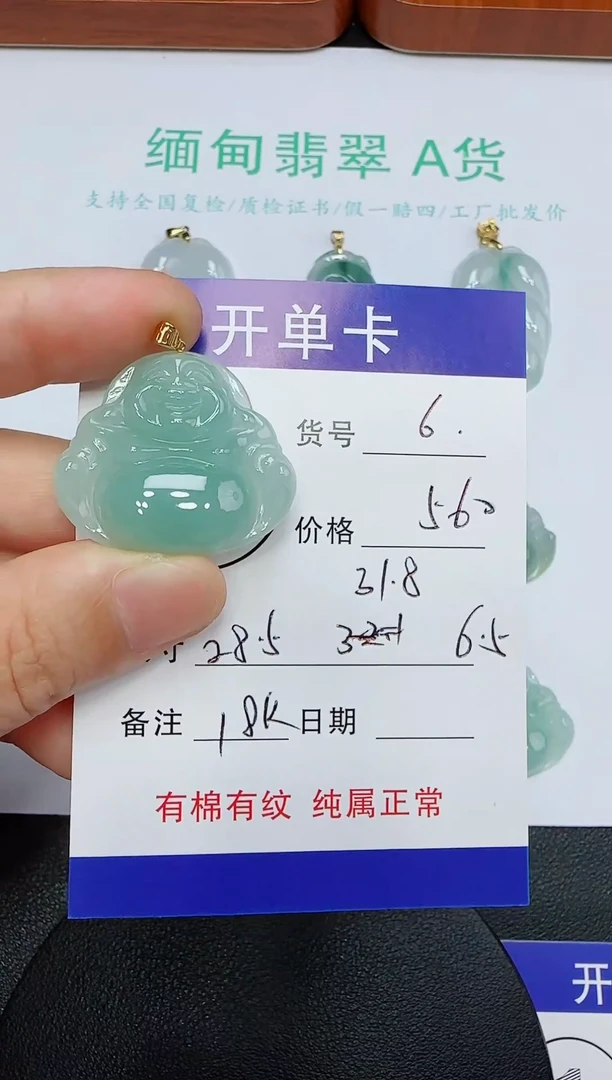 缅甸翡翠 A货
支持全国复检/质检证书/假一赔四/工厂批发价
开单卡
货号 6.
价格 560
31.8
寸 28.5 6.5
备注 18K 日期
有棉有纹 纯属正常
开